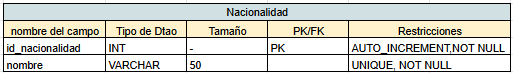 Nacionalidad
nombre del campo Tipo de Dtao Tamaño PK/FK Restricciones
id_nacionalidad INT - PK AUTO_INCREMENT,NOT NULL
nombre VARCHAR 50 UNIQUE, NOT NULL